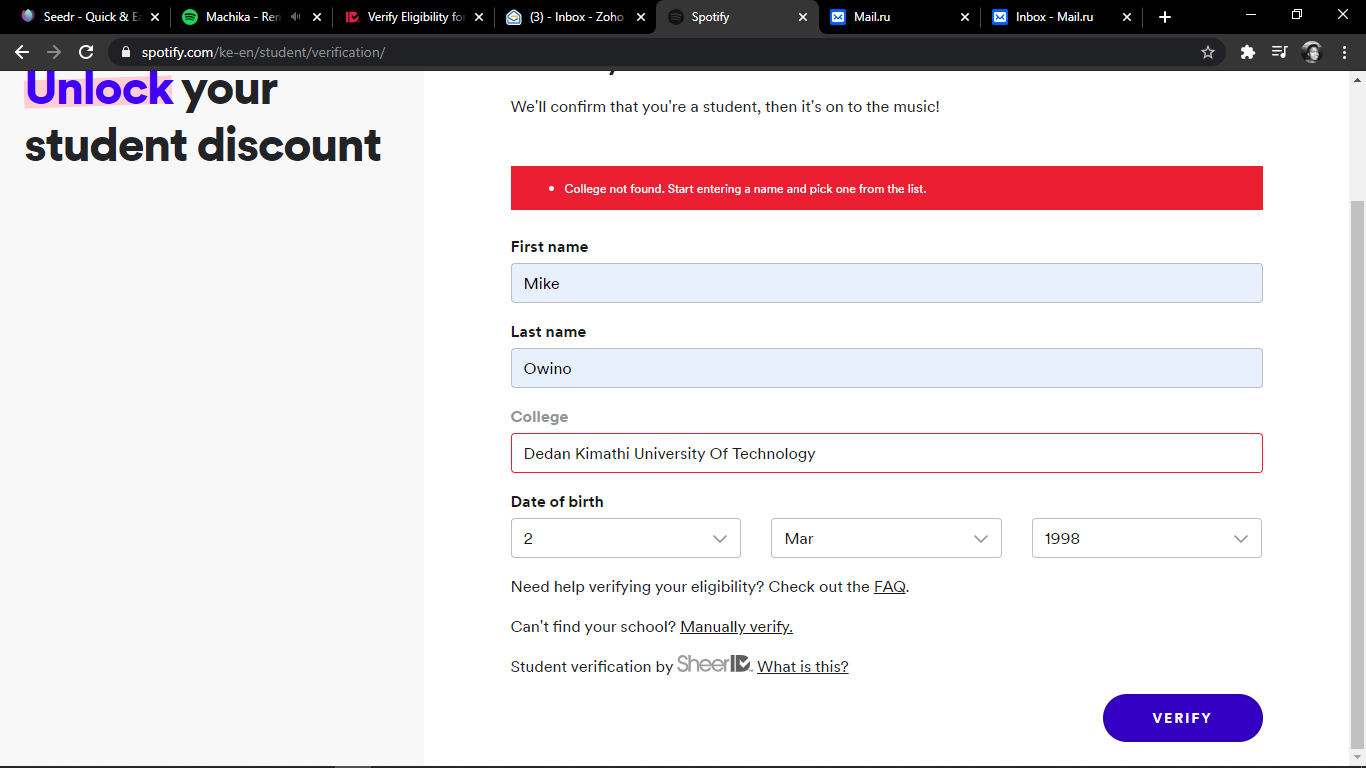 Seedr - Quick & Ea
Machika - Ren
Verify Eligibility for
(3) - Inbox - Zoho
Spotify
Mail.ru
Inbox - Mail.ru
spotify.com/ke-en/student/verification/
Unlock your
student discount
We'll confirm that you're a student, then it's on to the music!
• College not found. Start entering a name and pick one from the list.
First name
Mike
Last name
Owino
College
Dedan Kimathi University Of Technology
Date of birth
2 Mar 1998
Need help verifying your eligibility? Check out the FAQ.
Can't find your school? Manually verify.
Student verification by SheerID. What is this?
VERIFY